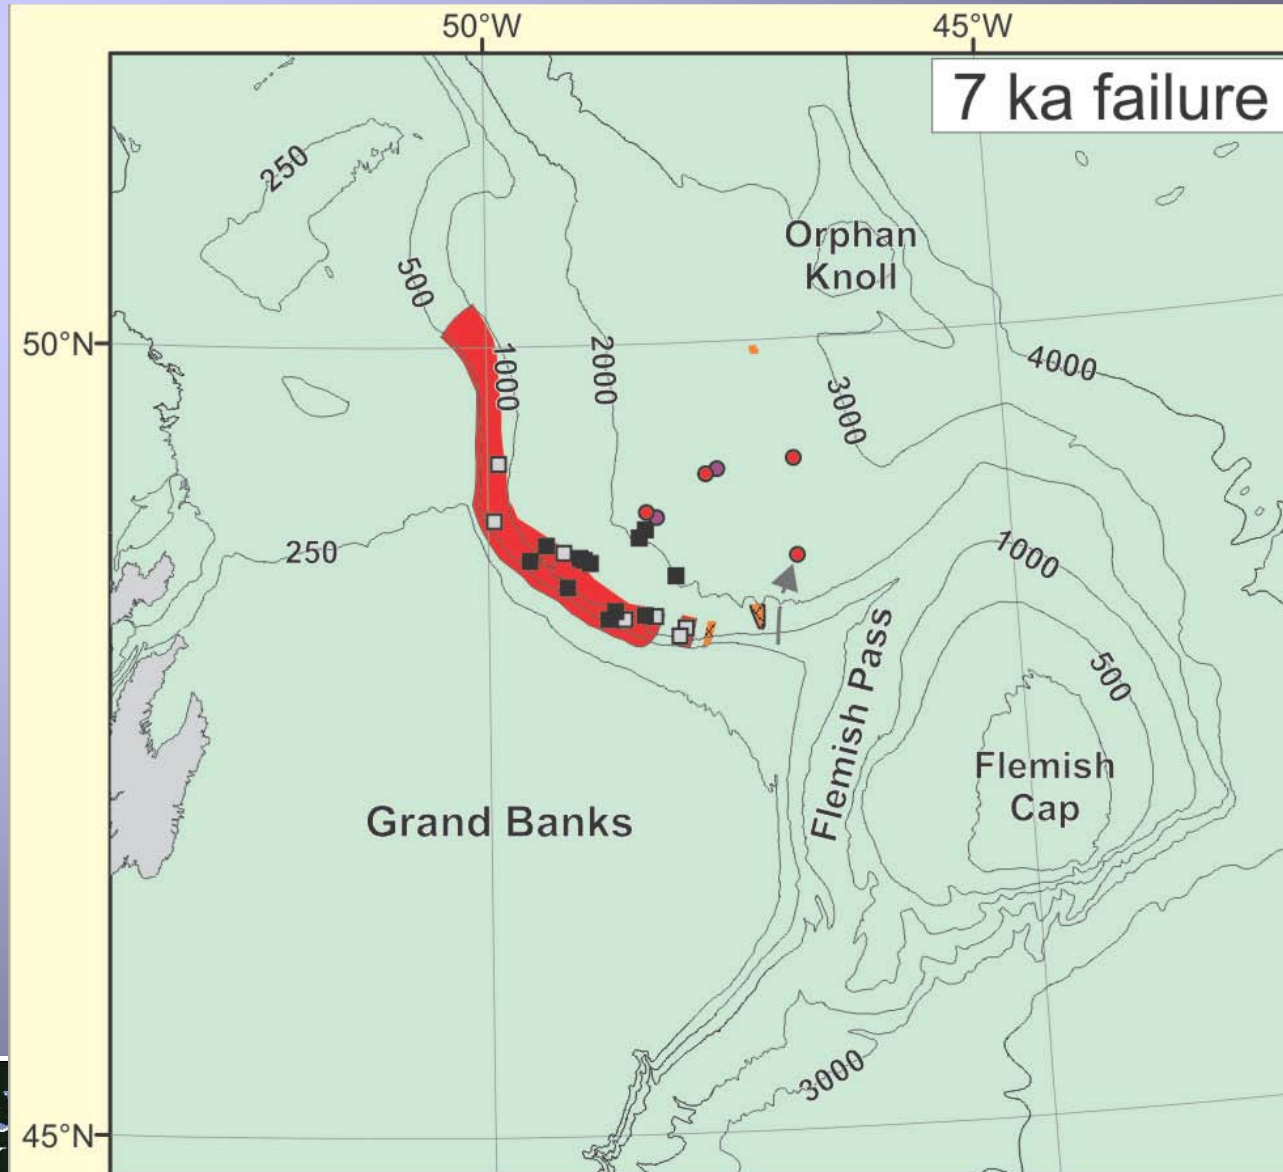 50°W
45°W
7 ka failure
250
Orphan
Knoll
500
50°N
1000
2000
3000
4000
250
1000
500
Flemish Pass
Flemish
Cap
Grand Banks
3000
45°N